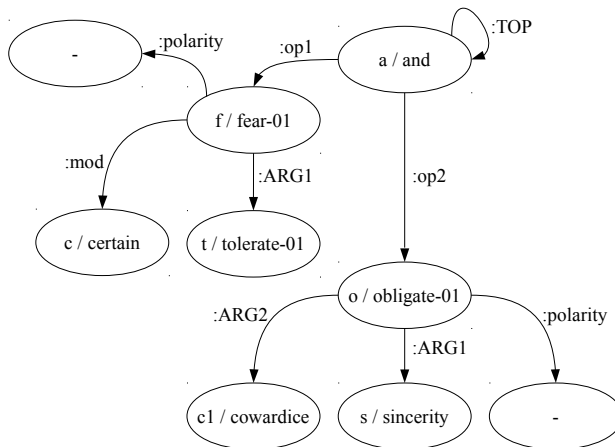 :TOP
:polarity
:op1
-
a / and
f / fear-01
:mod
:ARG1
:op2
c / certain
t / tolerate-01
o / obligate-01
:ARG2
:ARG1
:polarity
c1 / cowardice
s / sincerity
-